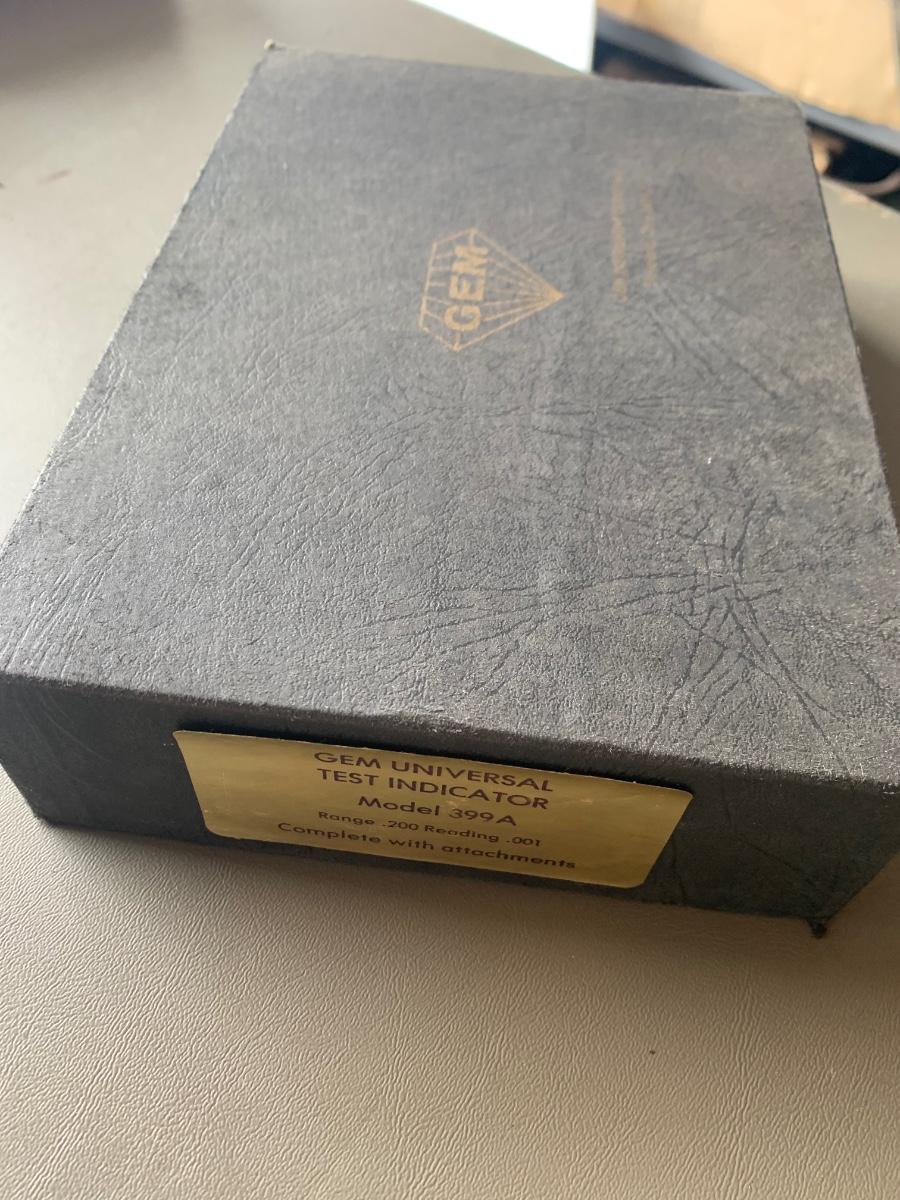 GEM
GEM UNIVERSAL
TEST INDICATOR
Model 399A
Range .200 Reading .001
Complete with attachments